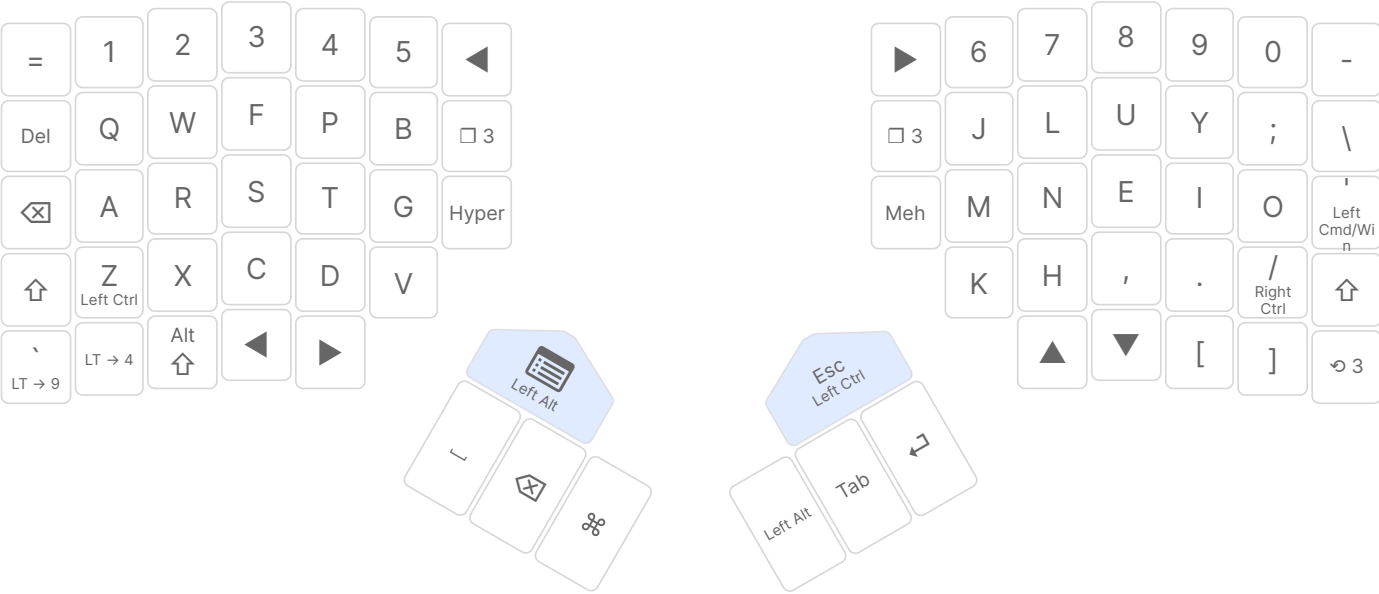 = 1 2 3 4 5 ◀ ▶ 6 7 8 9 0 -
Del Q W F P B ❐ 3 ❐ 3 J L U Y ; \
⌫ A R S T G Hyper Meh M N E I O '
Left
Cmd/Wi
n
⇧ Z X C D V K H , . / ⇧
Left Ctrl
Right
Ctrl
` LT → 4 Alt ◀ ▶ ▲ ▼ [ ] ⟲ 3
LT → 9 ⇧
Left Alt
Esc
Left Ctrl
⌫ ⌘
Left Alt Tab ↵